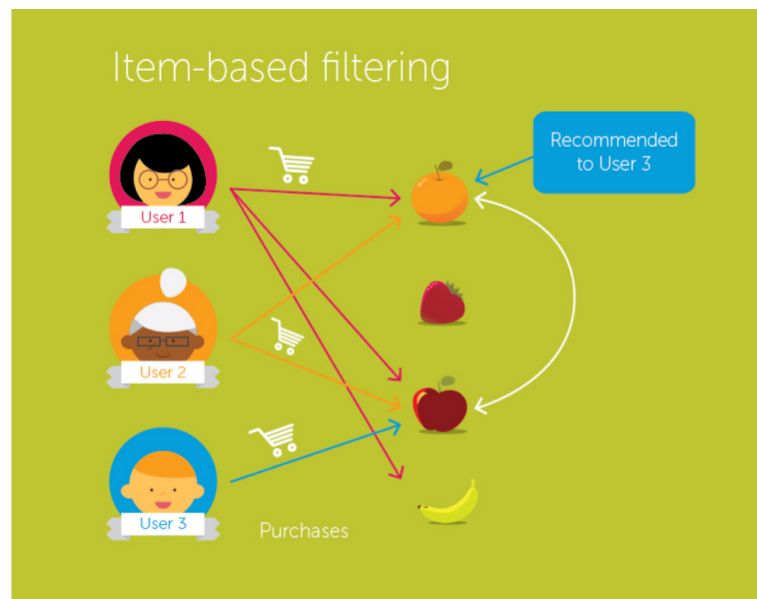 Item-based filtering
Recommended
to User 3
User 1
User 2
User 3
Purchases